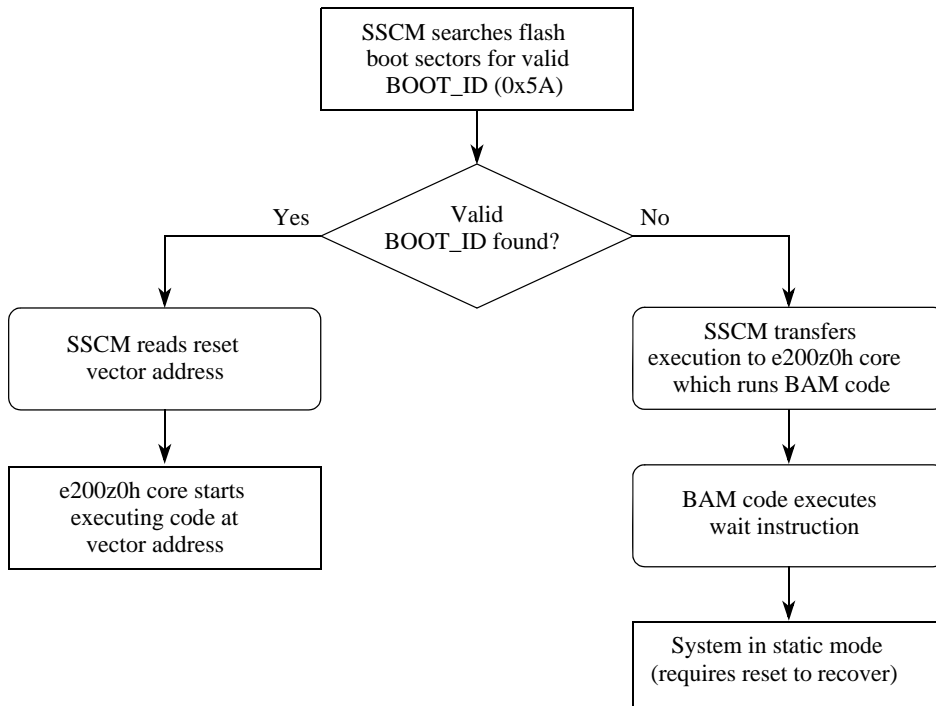 SSCM searches flash
boot sectors for valid
BOOT_ID (0x5A)
Valid
BOOT_ID found?
Yes
No
SSCM reads reset
vector address
e200z0h core starts
executing code at
vector address
SSCM transfers
execution to e200z0h core
which runs BAM code
BAM code executes
wait instruction
System in static mode
(requires reset to recover)